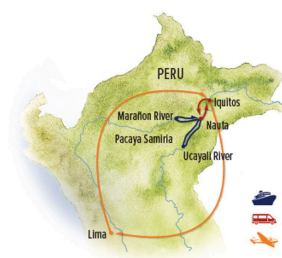 PERU
Iquitos
Marañon River
Nauta
Pacaya Samiria
Ucayali River
Lima